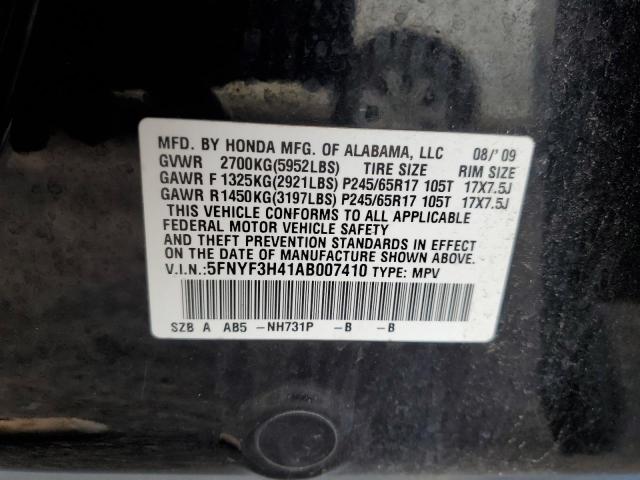 MFD. BY HONDA MFG. OF ALABAMA, LLC 08/'09
GVWR 2700KG(5952LBS) TIRE SIZE RIM SIZE
GAWR F 1325KG(2921LBS) P245/65R17 105T 17X7.5J
GAWR R 1450KG(3197LBS) P245/65R17 105T 17X7.5J
THIS VEHICLE CONFORMS TO ALL APPLICABLE
FEDERAL MOTOR VEHICLE SAFETY
AND THEFT PREVENTION STANDARDS IN EFFECT
ON THE DATE OF MANUFACTURE SHOWN ABOVE.
V.I.N.:5FNYF3H41AB007410 TYPE: MPV
SZB A AB5 -NH731P -B -B